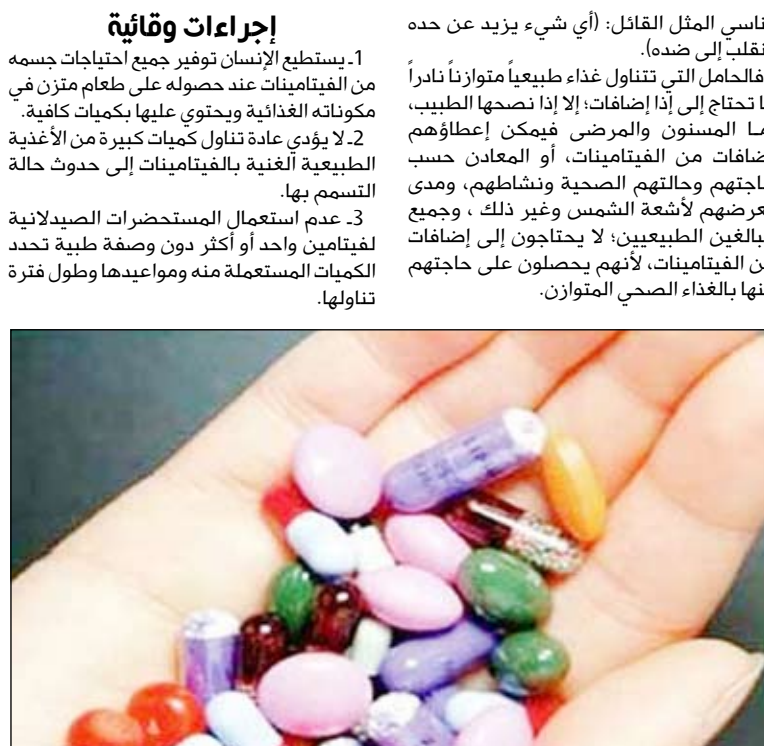 ناسي المثل القائل: (أي شيء يزيد عن حده
نقلب إلى ضده).
فالحامل التي تتناول غذاء طبيعياً متوازناً نادراً
ا تحتاج إلى إذا إضافات؛ إلا إذا نصحها الطبيب،
ما المسنون والمرضى فيمكن إعطاؤهم
ضافات من الفيتامينات، أو المعادن حسب
اجتهم وحالتهم الصحية ونشاطهم، ومدى
عرضهم لأشعة الشمس وغير ذلك ، وجميع
لبالغين الطبيعيين؛ لا يحتاجون إلى إضافات
ن الفيتامينات، لأنهم يحصلون على حاجتهم
نها بالغذاء الصحي المتوازن.
إجراءات وقائية
1ـ يستطيع الإنسان توفير جميع احتياجات جسمه
من الفيتامينات عند حصوله على طعام متزن في
مكوناته الغذائية ويحتوي عليها بكميات كافية.
2ـ لا يؤدي عادة تناول كميات كبيرة من الأغذية
الطبيعية الغنية بالفيتامينات إلى حدوث حالة
التسمم بها.
3ـ عدم استعمال المستحضرات الصيدلانية
لفيتامين واحد أو أكثر دون وصفة طبية تحدد
الكميات المستعملة منه ومواعيدها وطول فترة
تناولها.